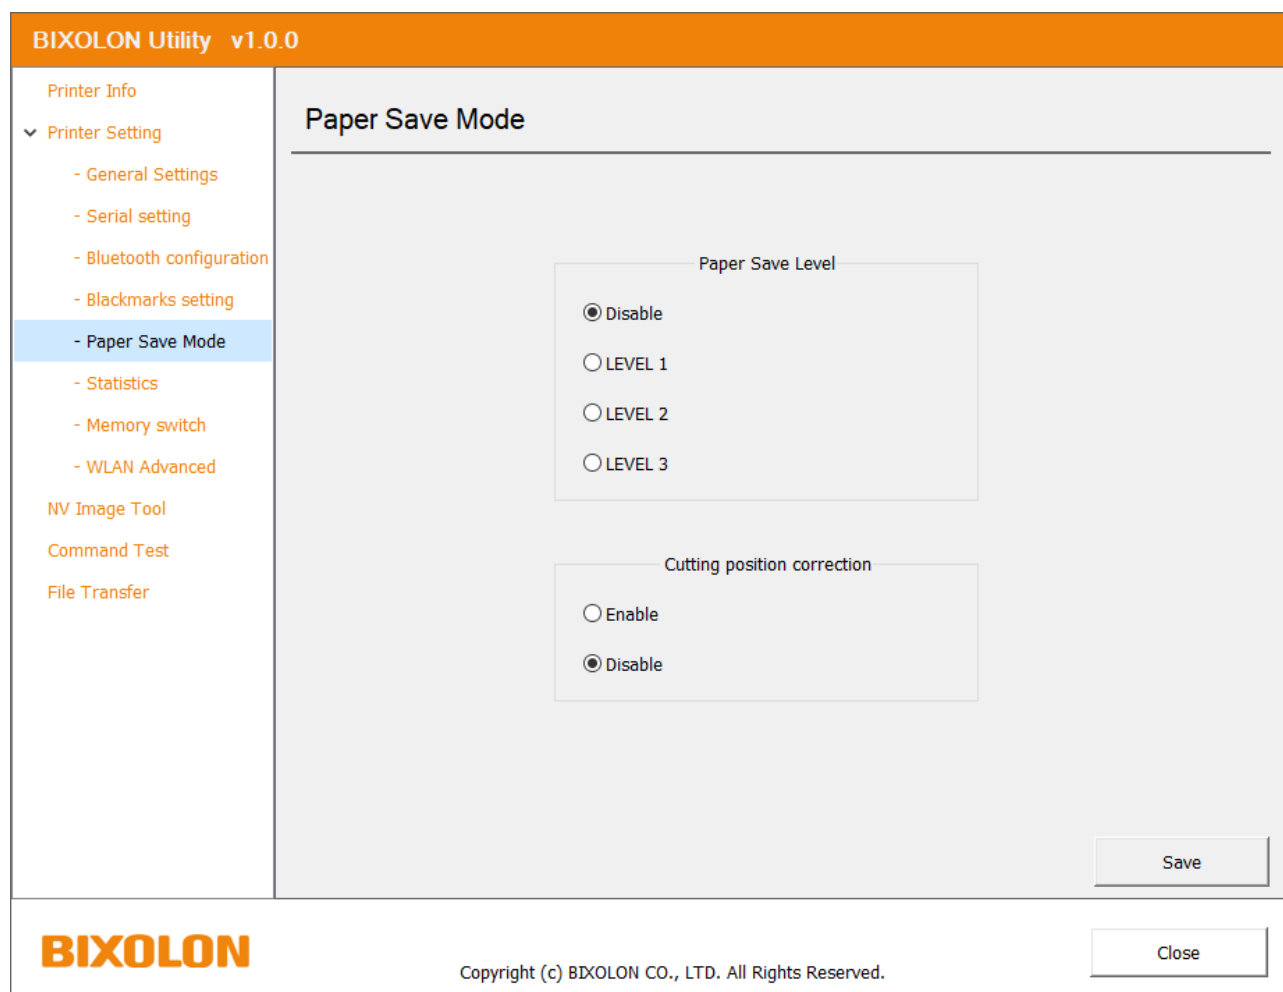 BIXOLON Utility v1.0.0
Printer Info
Printer Setting
- General Settings
- Serial setting
- Bluetooth configuration
- Blackmarks setting
- Paper Save Mode
- Statistics
- Memory switch
- WLAN Advanced
NV Image Tool
Command Test
File Transfer
Paper Save Mode
Paper Save Level
Disable
LEVEL 1
LEVEL 2
LEVEL 3
Cutting position correction
Enable
Disable
Save
BIXOLON
Copyright (c) BIXOLON CO., LTD. All Rights Reserved.
Close